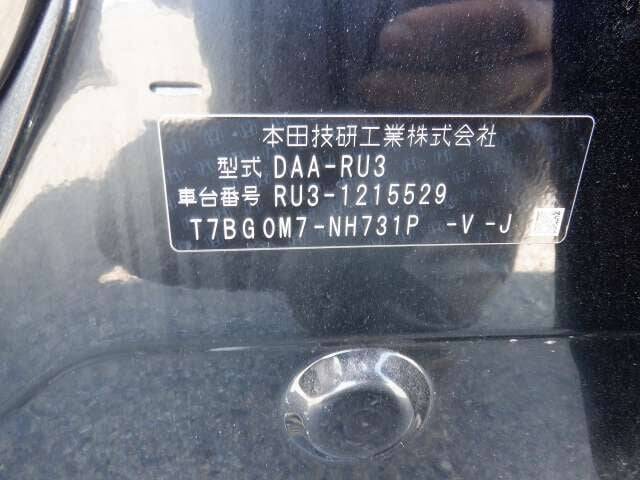 本田技研工業株式会社
型式 DAA-RU3
車台番号 RU3-1215529
T7BG0M7-NH731P -V-J